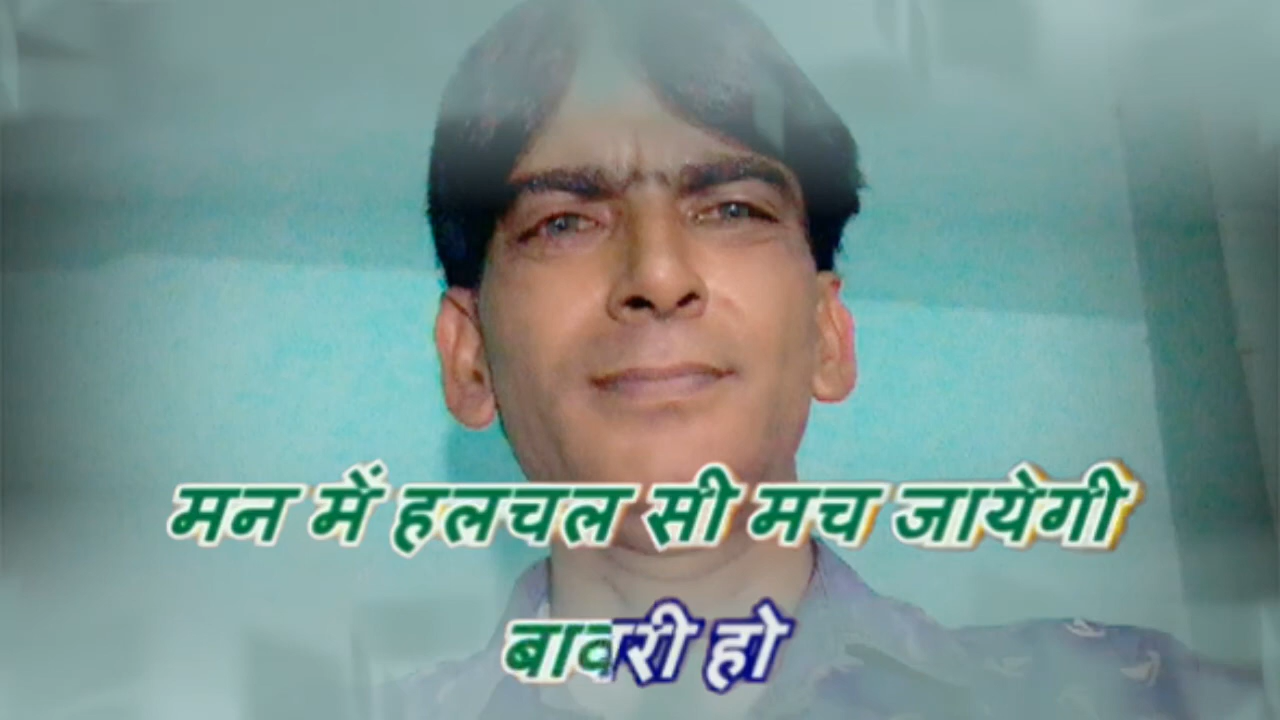 मन में हलचल सी मच जायेगी
बावरी हो